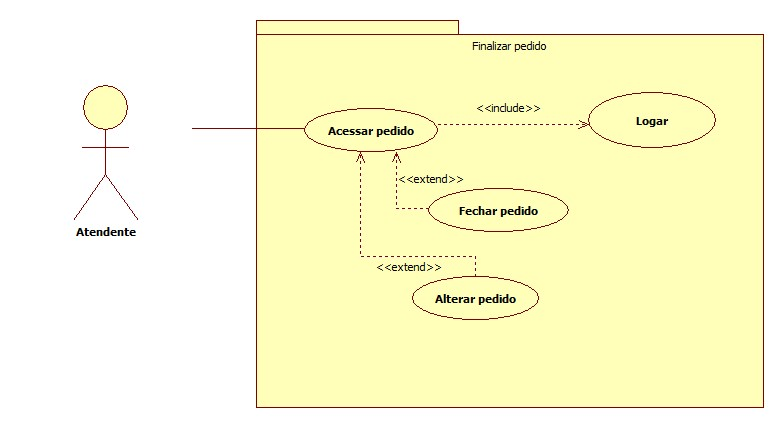 Finalizar pedido
<<include>>
Acessar pedido
Logar
<<extend>>
Fechar pedido
Atendente
<<extend>>
Alterar pedido